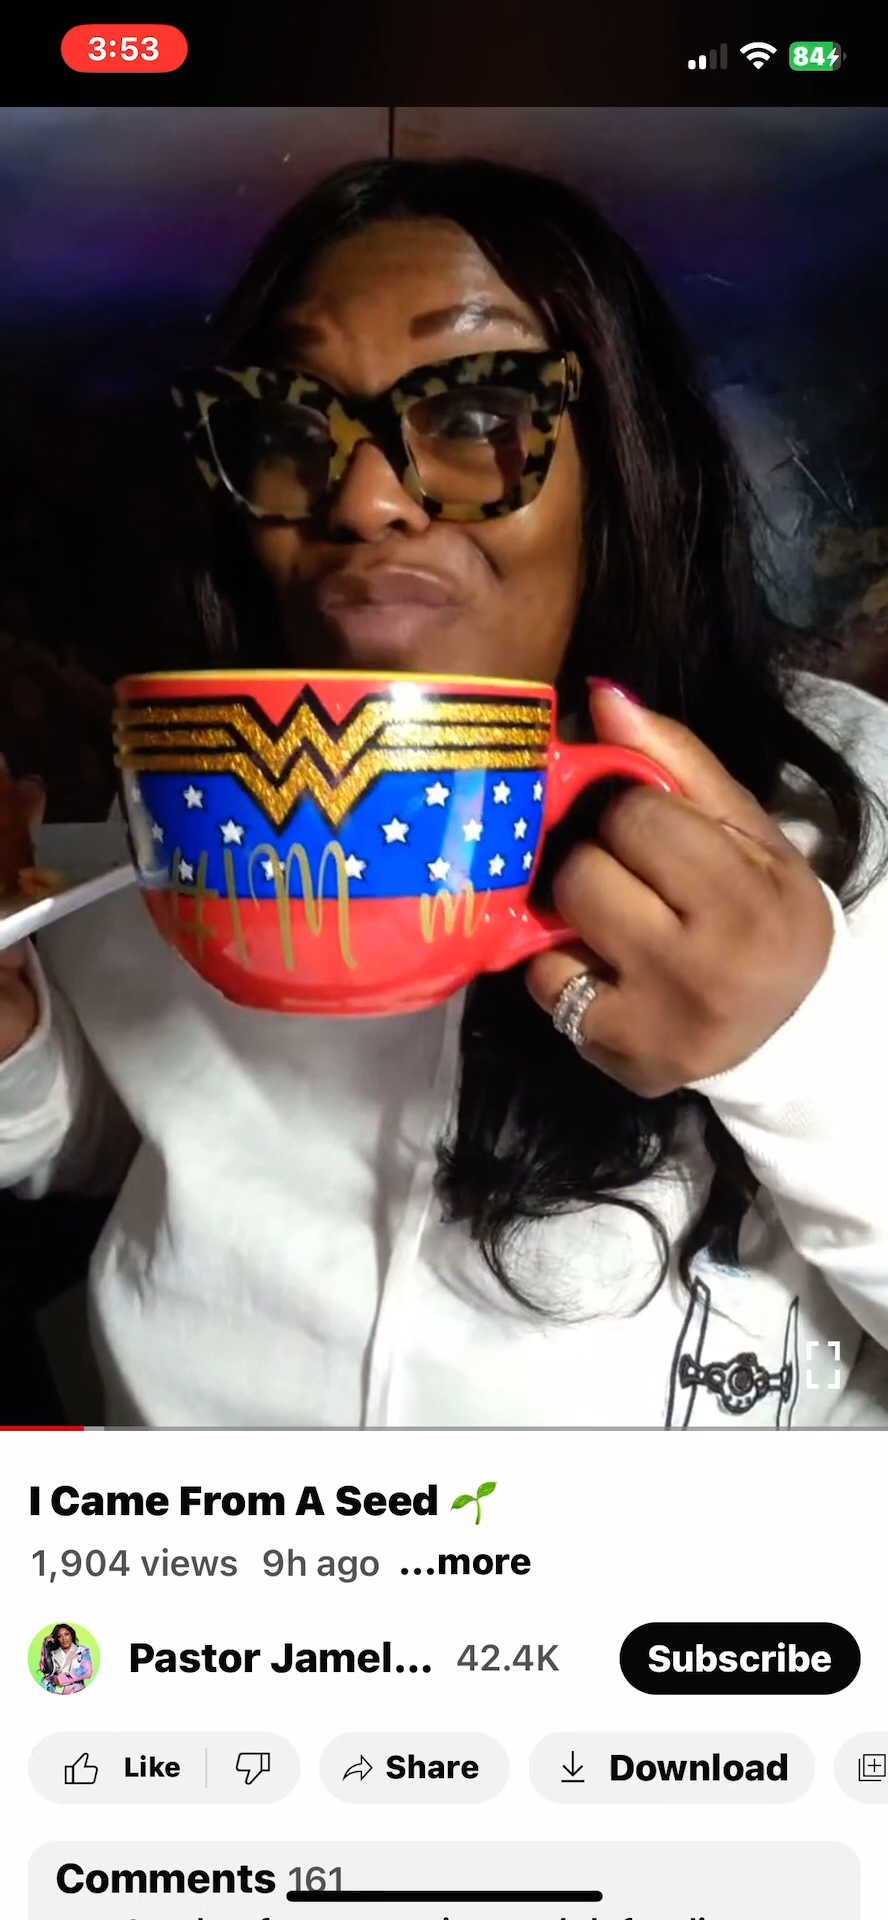 3:53
84
#IM m
I Came From A Seed 🌱
1,904 views 9h ago ...more
Pastor Jamel... 42.4K Subscribe
Like Share Download
Comments 161